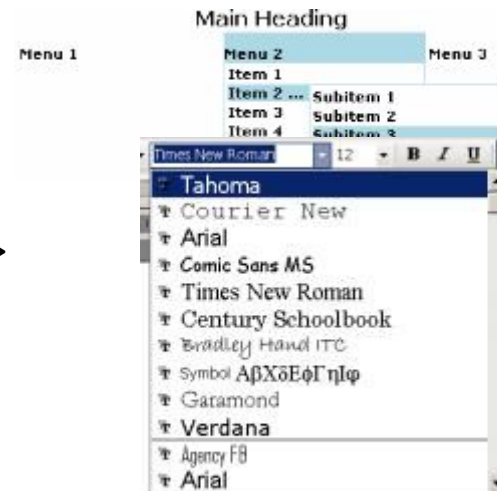 Main Heading
Menu 1 Menu 2 Menu 3
Item 1
Item 2 ... Subitem 1
Item 3 Subitem 2
Item 4 Subitem 3
Times New Roman 12 B I U
Tahoma
Courier New
Arial
Comic Sans MS
Times New Roman
Century Schoolbook
Bradley Hand ITC
Symbol ΑβΧδΕφΓηΙφ
Garamond
Verdana
Agency FB
Arial